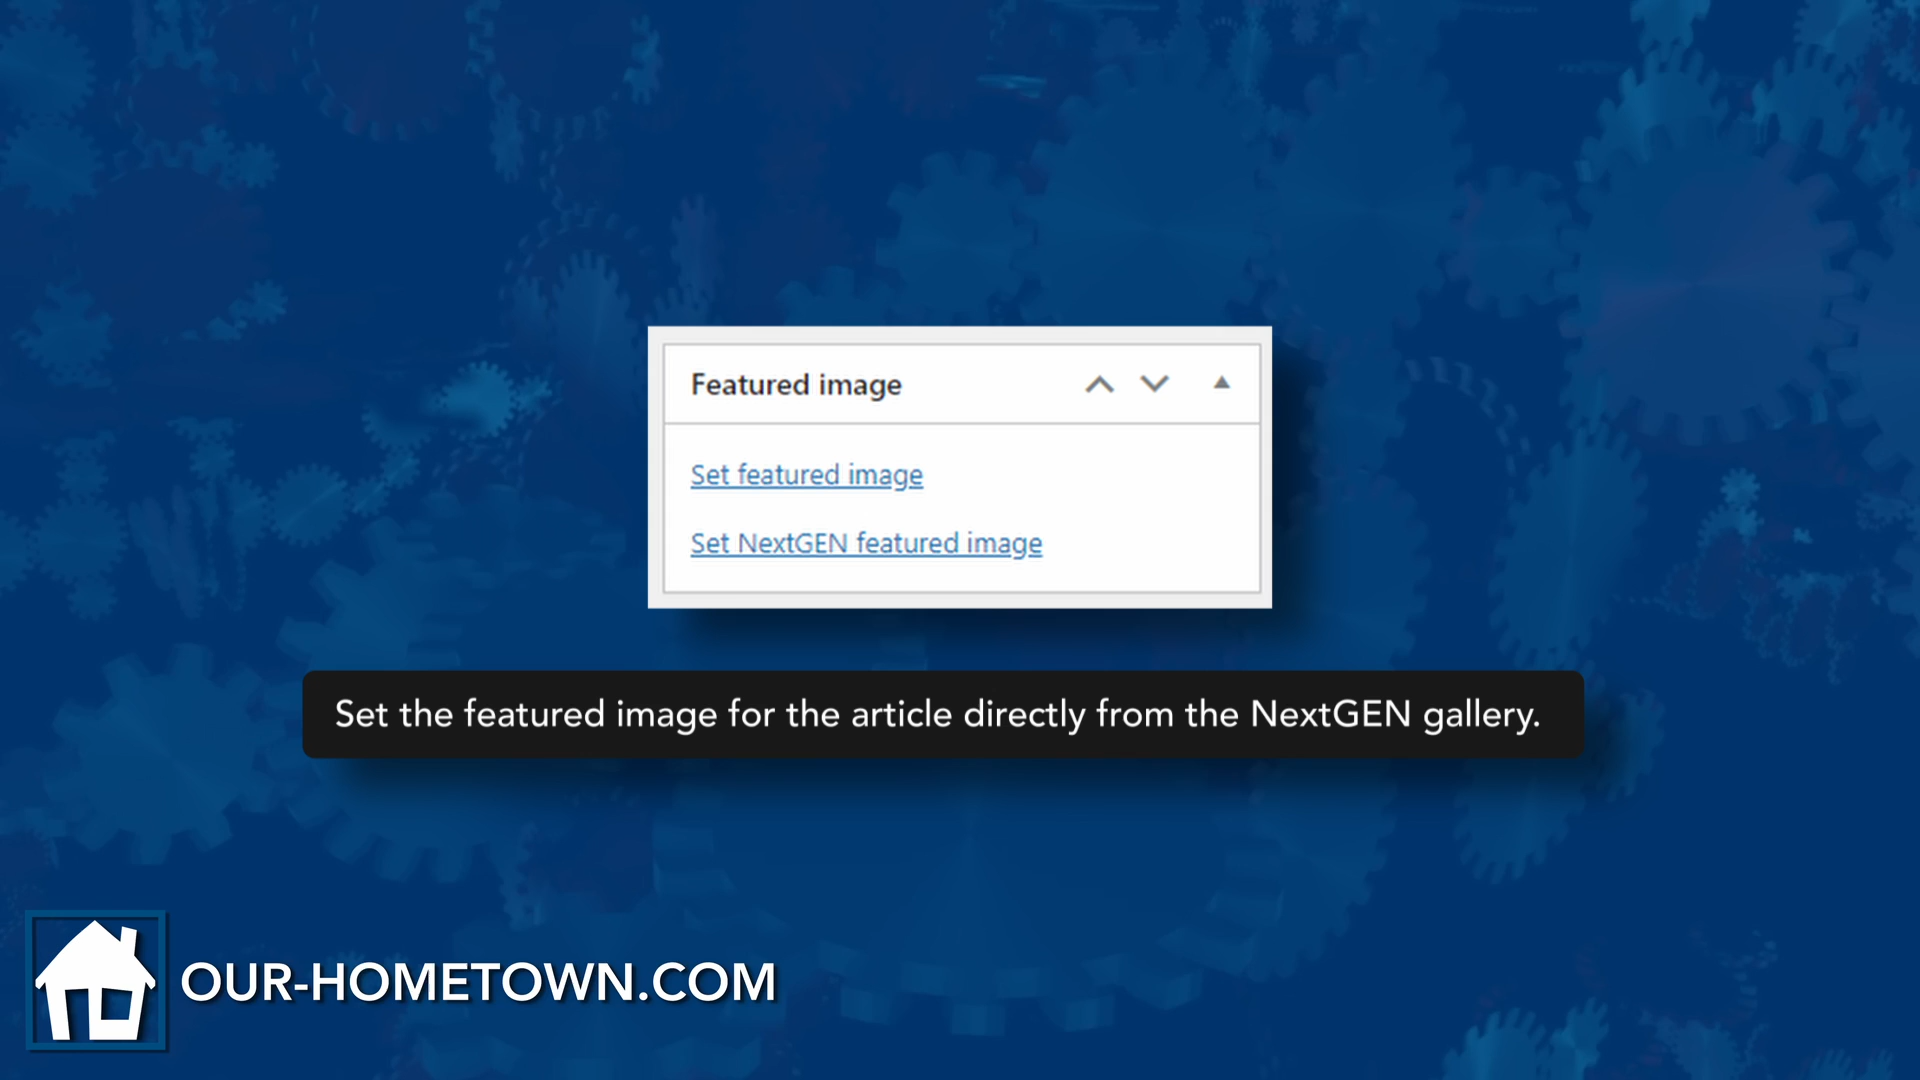 Featured image
Set featured image
Set NextGEN featured image
Set the featured image for the article directly from the NextGEN gallery.
OUR-HOMETOWN.COM